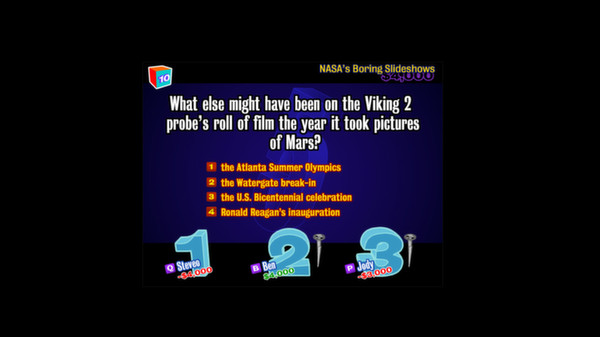 10
NASA's Boring Slideshows
$4,000
What else might have been on the Viking 2
probe's roll of film the year it took pictures
of Mars?
1 the Atlanta Summer Olympics
2 the Watergate break-in
3 the U.S. Bicentennial celebration
4 Ronald Reagan's inauguration
1 2 3
Q Steveo B Ben P Jody
-$4,000 $4,000 -$4,000